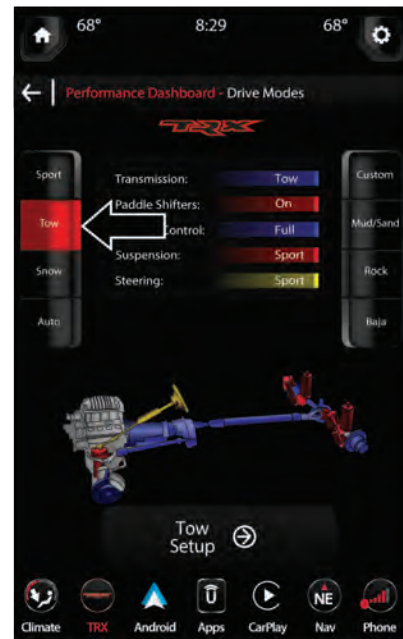 68° 8:29 68°
Performance Dashboard - Drive Modes
TRX
Sport
Tow
Snow
Auto
Transmission: Tow
Paddle Shifters: On
Control: Full
Suspension: Sport
Steering: Sport
Custom
Mud/Sand
Rock
Baja
Tow
Setup
NE
Climate TRX Android Apps CarPlay Nav Phone